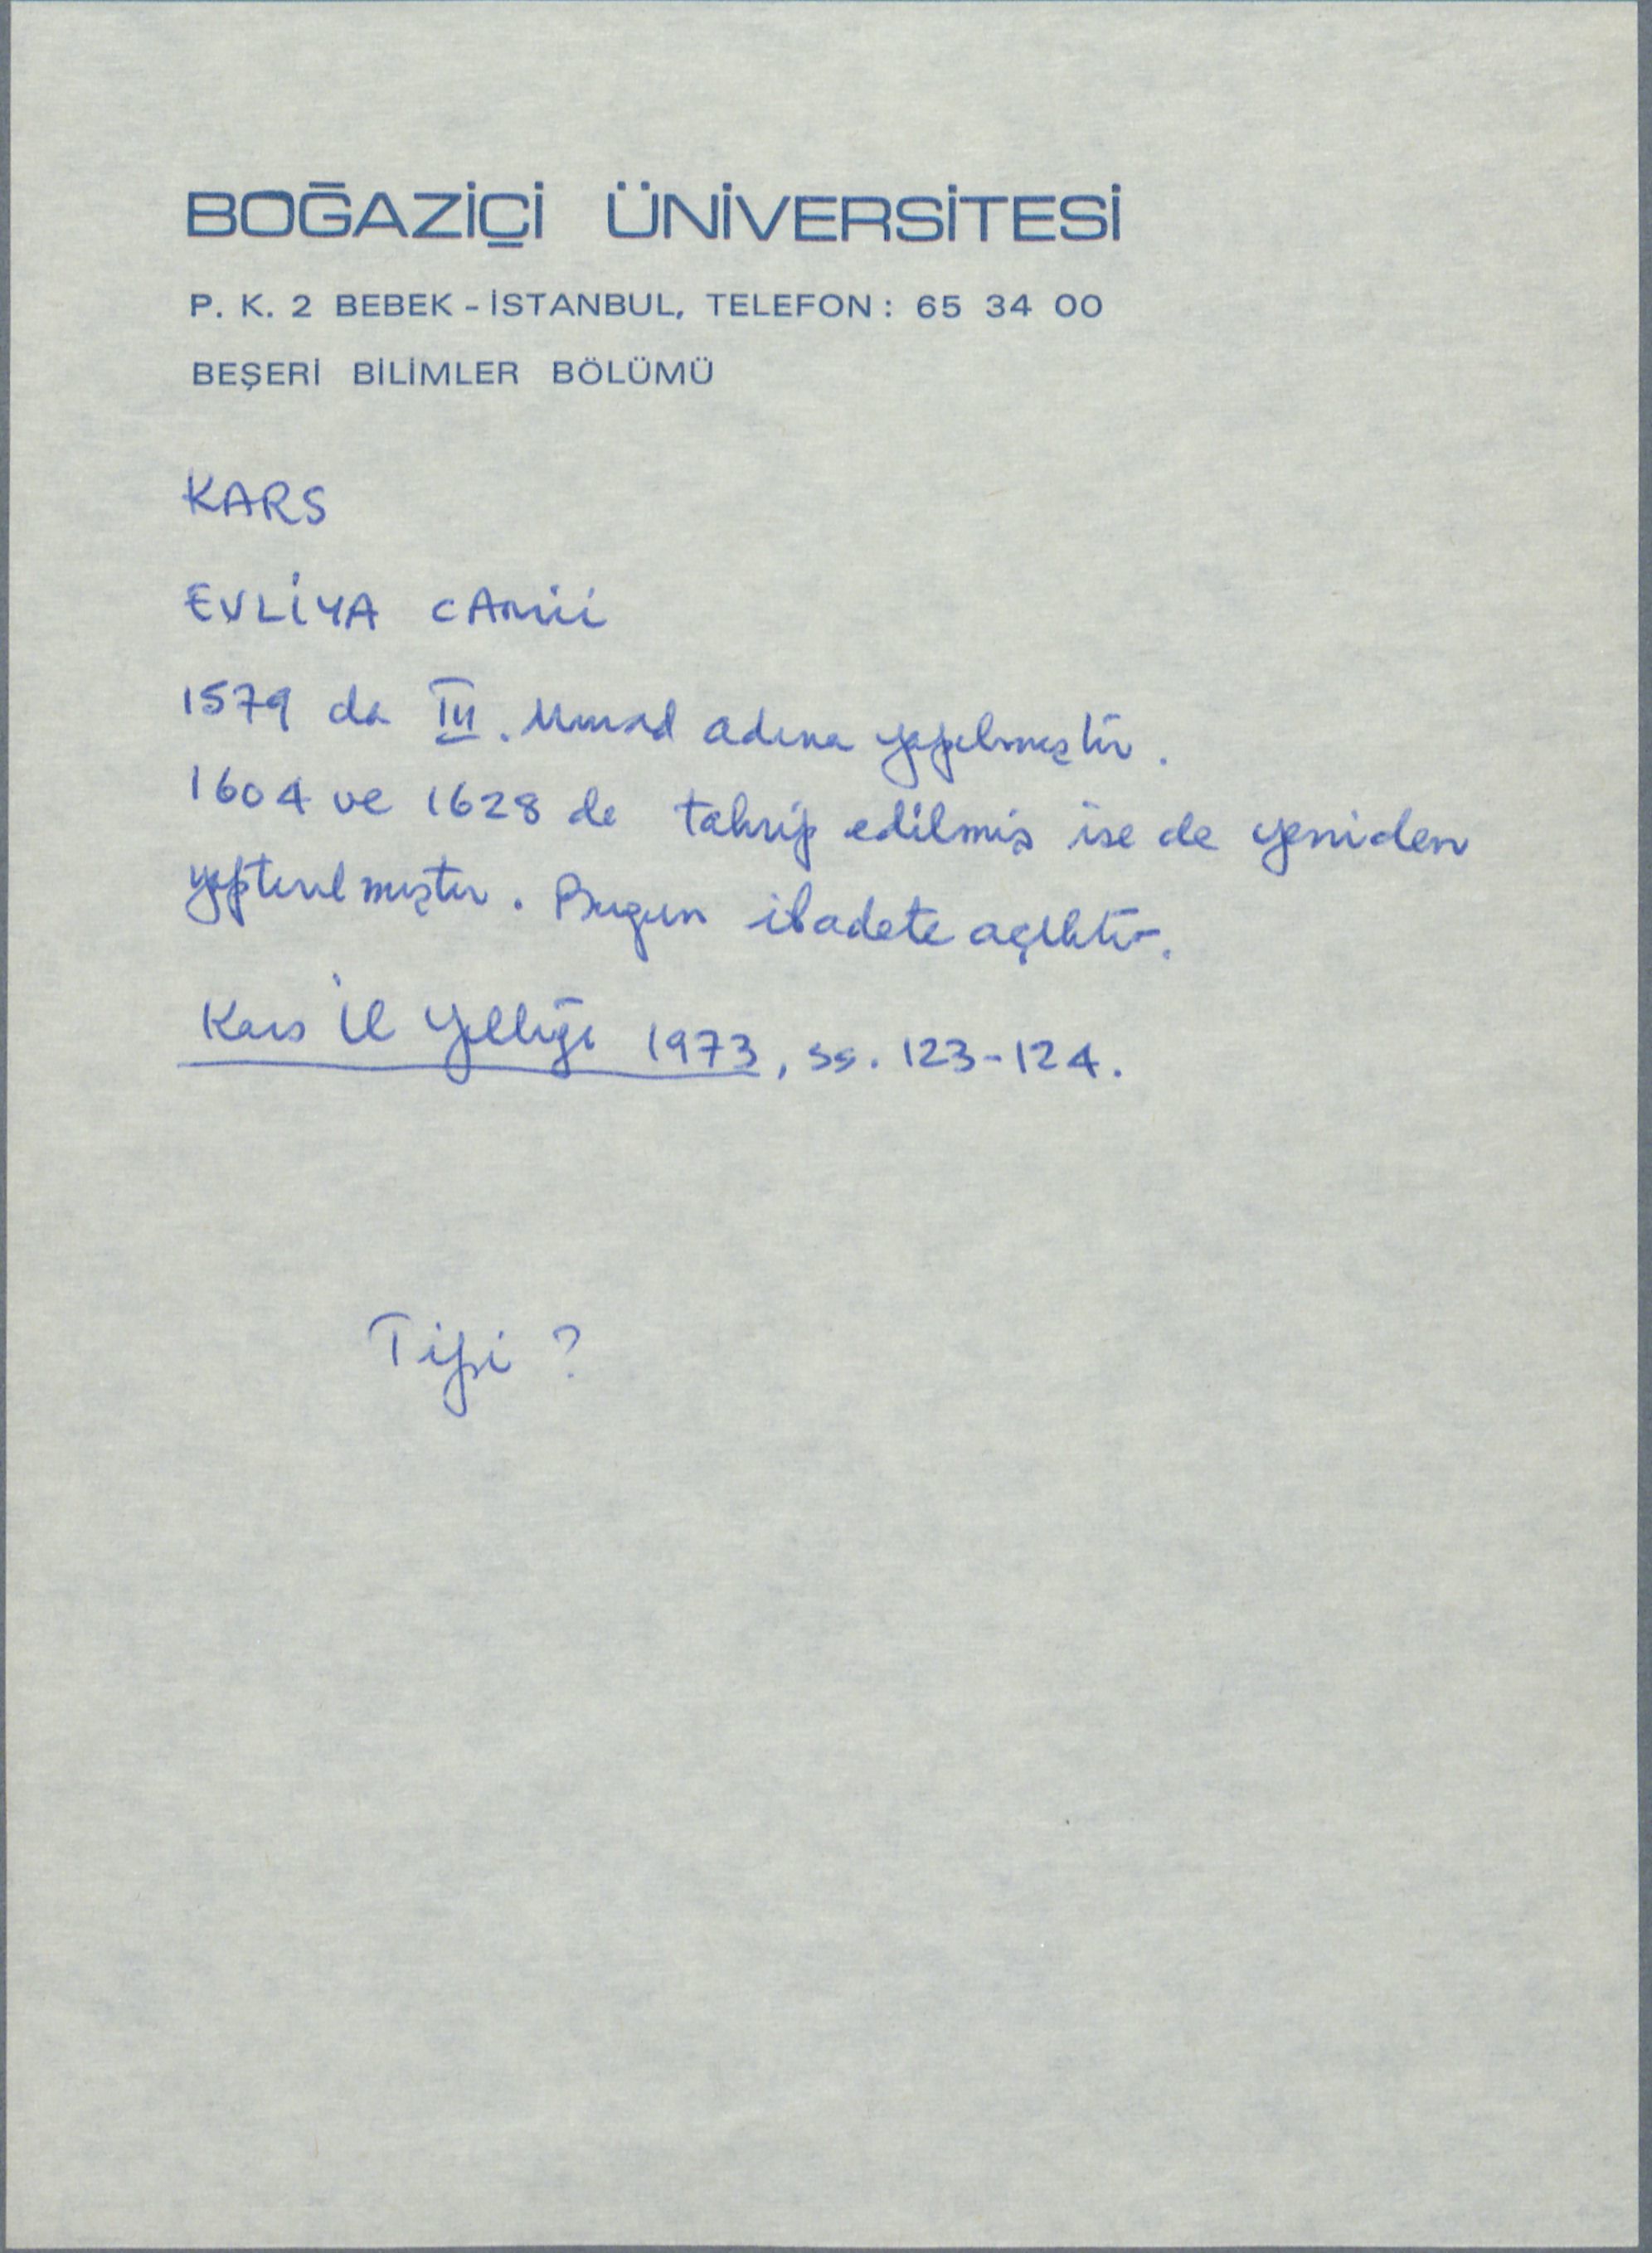 BOĞAZİÇİ ÜNİVERSİTESİ
P. K. 2 BEBEK - İSTANBUL, TELEFON : 65 34 00
BEŞERİ BİLİMLER BÖLÜMÜ
KARS
EVLİYA CAMİİ
1579 da III. Murad adına yapılmıştır.
1604 ve 1628 de tahrip edilmiş ise de yeniden
yaptırılmıştır. Bugun ibadete açıktır.
Kars İl Yıllığı 1973, ss. 123-124.
Tipi ?